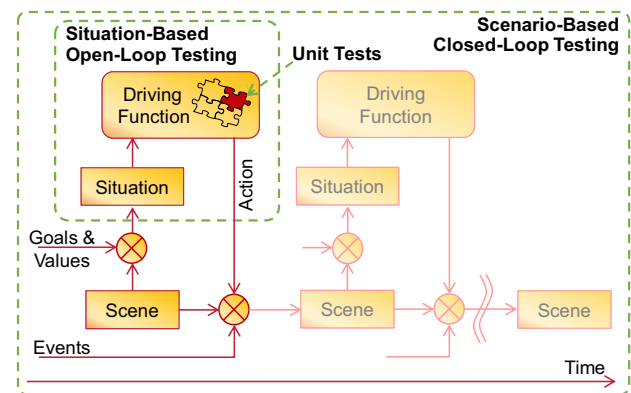 Situation-Based
Open-Loop Testing
Unit Tests
Scenario-Based
Closed-Loop Testing
Driving
Function
Driving
Function
Situation
Action
Situation
Goals &
Values
Scene
Scene
Scene
Events
Time